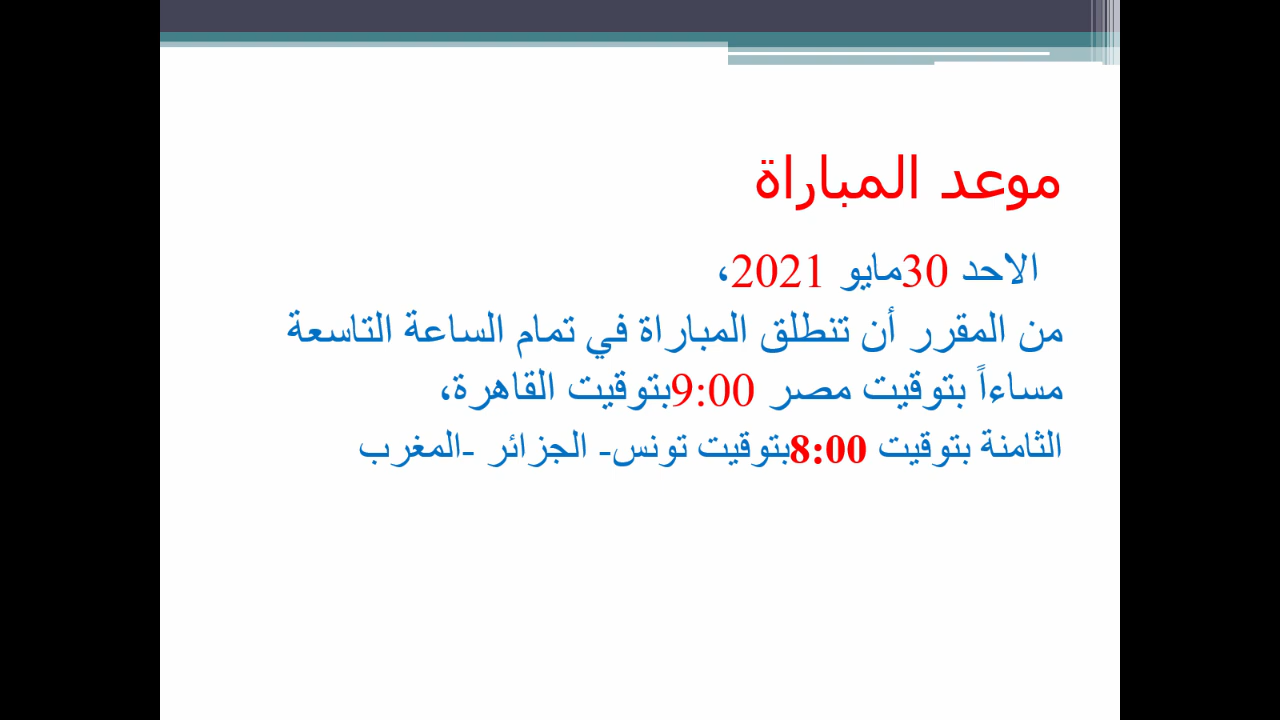 موعد المباراة
الاحد 30مايو 2021،
من المقرر أن تنطلق المباراة في تمام الساعة التاسعة
مساءاً بتوقيت مصر 9:00بتوقيت القاهرة،
الثامنة بتوقيت 8:00بتوقيت تونس- الجزائر -المغرب